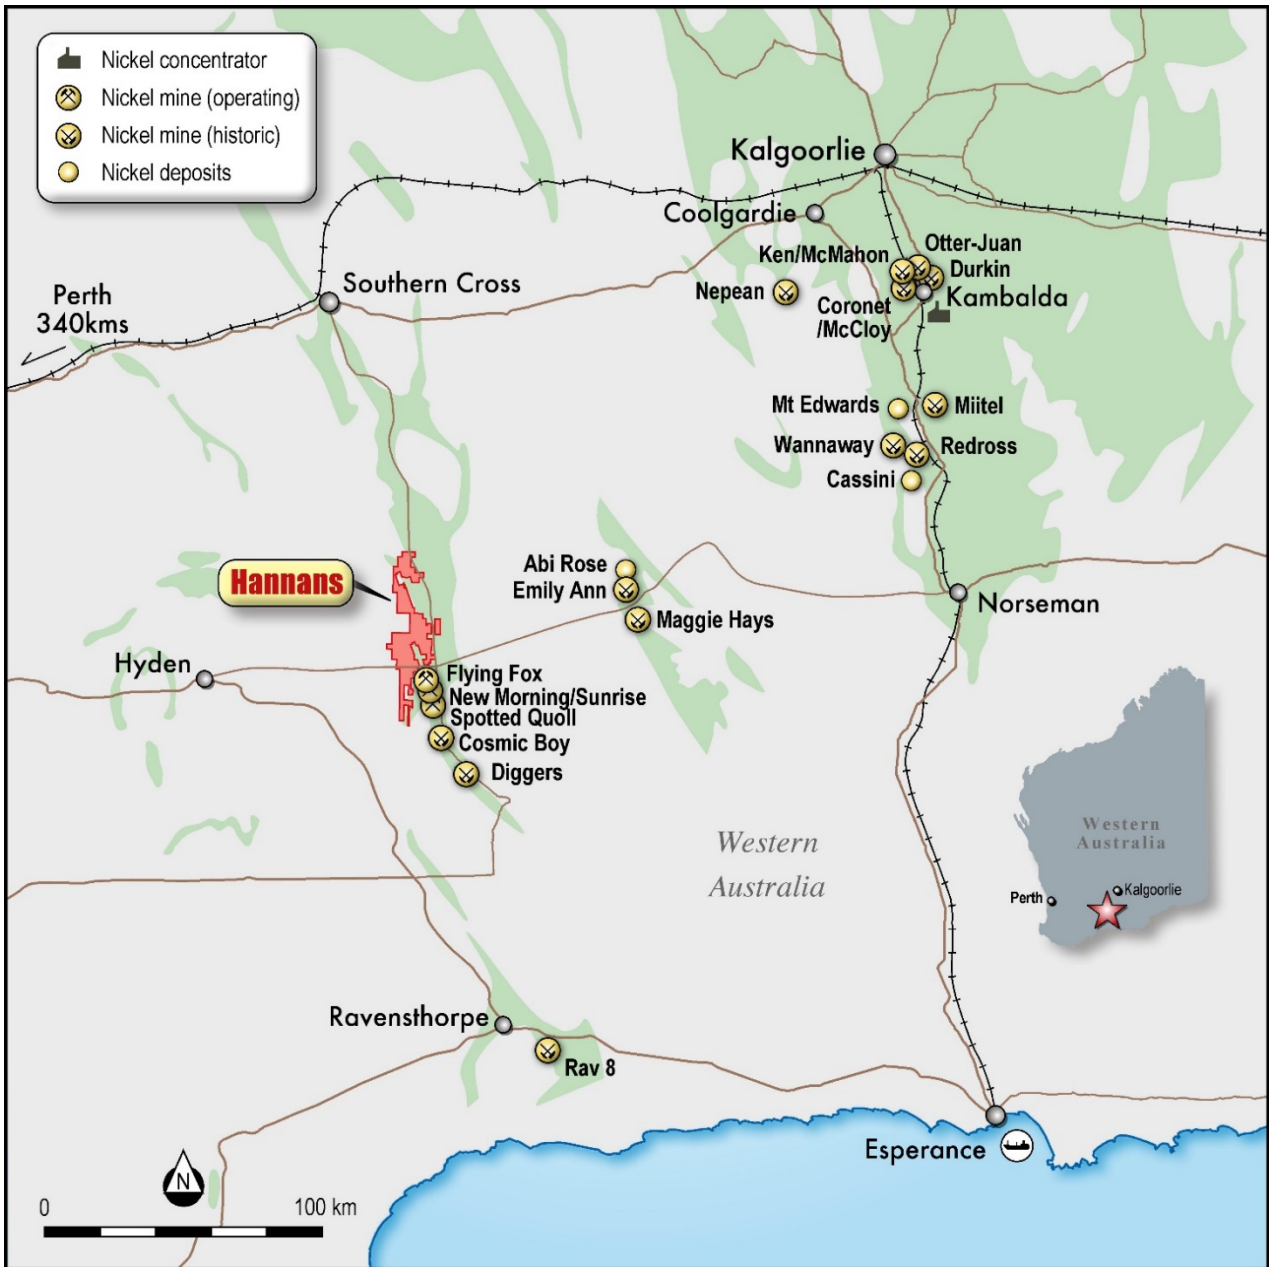 Nickel concentrator
Nickel mine (operating)
Nickel mine (historic)
Nickel deposits
Kalgoorlie
Coolgardie
Otter-Juan
Ken/McMahon
Durkin
Nepean
Kambalda
Coronet
/McCloy
Southern Cross
Perth
340kms
Mt Edwards
Miitel
Wannaway
Redross
Cassini
Abi Rose
Emily Ann
Maggie Hays
Hannans
Norseman
Hyden
Flying Fox
New Morning/Sunrise
Spotted Quoll
Cosmic Boy
Diggers
Western
Australia
Western
Australia
Kalgoorlie
Perth
Ravensthorpe
Rav 8
Esperance
N
0 100 km